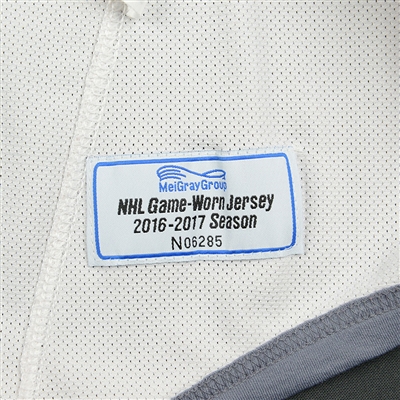 MeiGrayGroup
NHL Game-Worn Jersey
2016-2017 Season
N06285